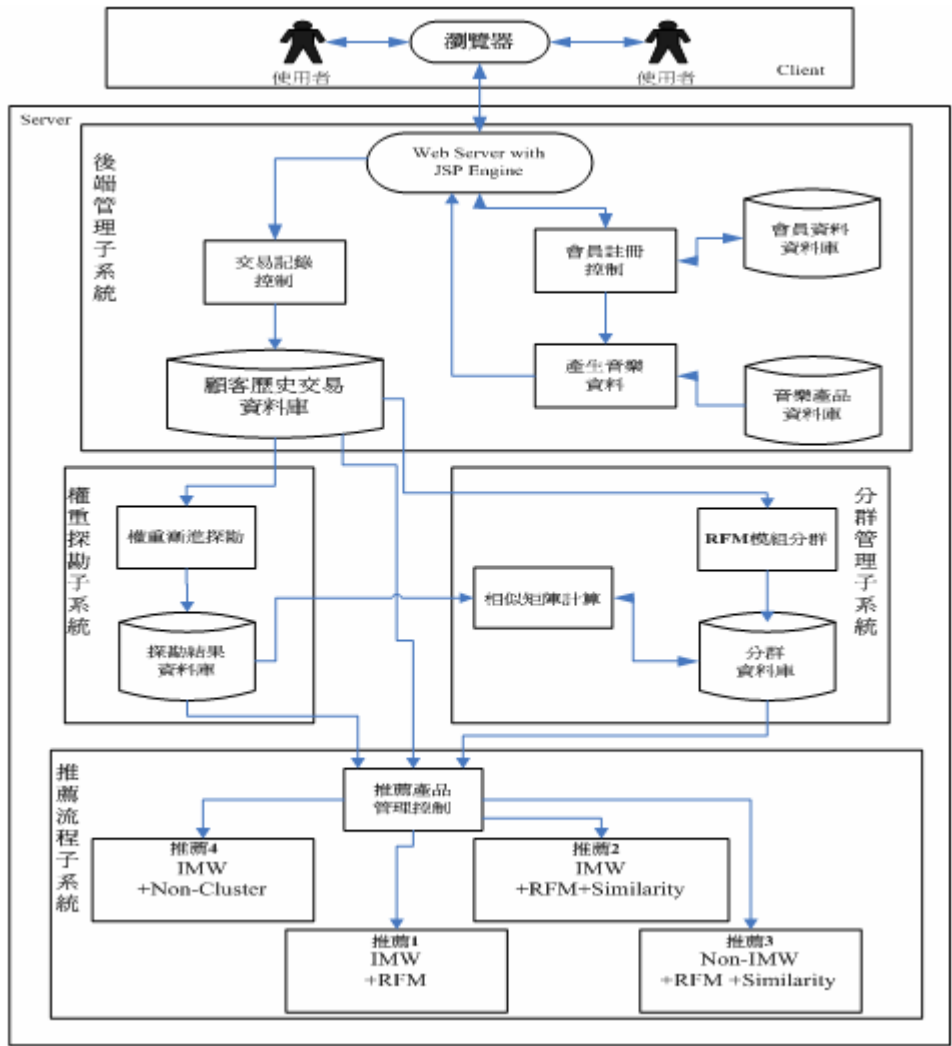 瀏覽器
使用者
使用者
Client
Server
後端管理子系統
Web Server with
JSP Engine
交易記錄
控制
會員註冊
控制
會員資料
資料庫
顧客歷史交易
資料庫
產生音樂
資料
音樂產品
資料庫
權重探勘子系統
權重漸進探勘
探勘結果
資料庫
分群管理子系統
RFM模組分群
相似矩陣計算
分群
資料庫
推薦流程子系統
推薦產品
管理控制
推薦4
IMW
+Non-Cluster
推薦2
IMW
+RFM+Similarity
推薦1
IMW
+RFM
推薦3
Non-IMW
+RFM +Similarity